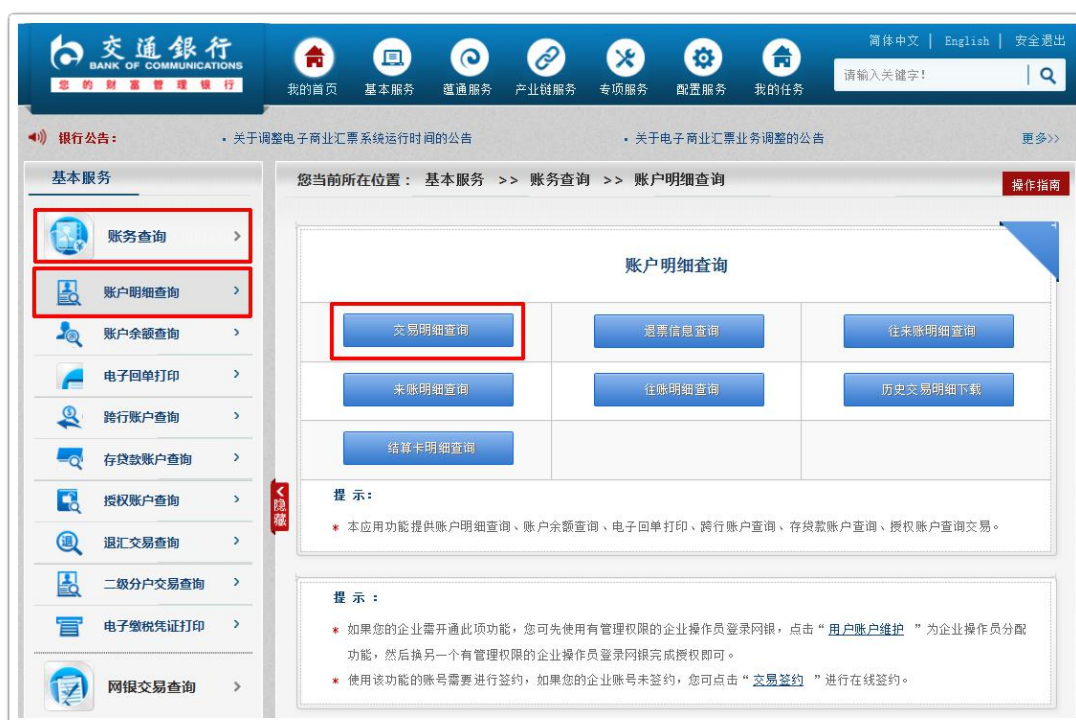 交通銀行
BANK OF COMMUNICATIONS
您的财富管理银行
我的首页 基本服务 蕴通服务 产业链服务 专项服务 配置服务 我的任务
简体中文 | English | 安全退出
请输入关键字!
银行公告:
·关于调整电子商业汇票系统运行时间的公告
·关于电子商业汇票业务调整的公告
更多>>
基本服务
账务查询 >
账户明细查询 >
账户余额查询 >
电子回单打印 >
跨行账户查询 >
存贷款账户查询 >
授权账户查询 >
退汇交易查询 >
二级分户交易查询 >
电子缴税凭证打印 >
网银交易查询 >
隐藏
您当前所在位置: 基本服务 >> 账务查询 >> 账户明细查询
操作指南
账户明细查询
交易明细查询 退票信息查询 往来账明细查询
来账明细查询 往账明细查询 历史交易明细下载
结算卡明细查询
提示:
* 本应用功能提供账户明细查询、账户余额查询、电子回单打印、跨行账户查询、存贷款账户查询、授权账户查询交易。
提示:
* 如果您的企业需开通此项功能,您可先使用有管理权限的企业操作员登录网银,点击“用户账户维护 ”为企业操作员分配
功能,然后换另一个有管理权限的企业操作员登录网银完成授权即可。
* 使用该功能的账号需要进行签约,如果您的企业账号未签约,您可点击“交易签约 ”进行在线签约。